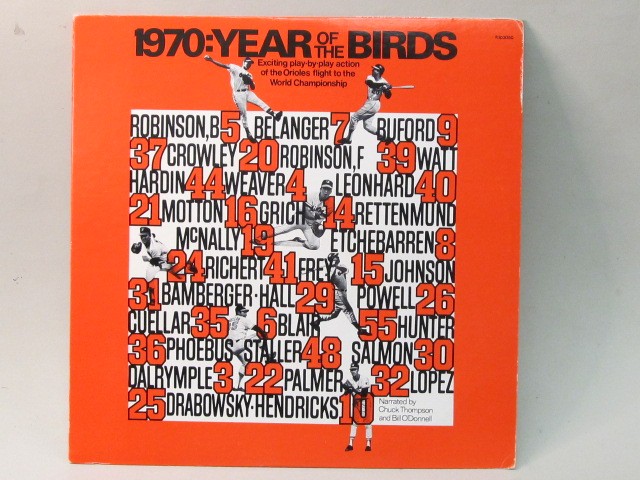 1970:YEAR OF THE BIRDS
Exciting play-by-play action
of the Orioles flight to the
World Championship
ROBINSON,B 5 BELANGER 7 BUFORD 9
37 CROWLEY 20 ROBINSON,F 39 WATT
HARDIN 44 WEAVER 4 LEONHARD 40
21 MOTTON 16 GRICH 14 RETTENMUND
McNALLY 19 ETCHEBARREN 8
24 RICHERT 41 FREY 15 JOHNSON
31 BAMBERGER·HALL 29 POWELL 26
CUELLAR 35 6 BLAIR 55 HUNTER
36 PHOEBUS STALLER 48 SALMON 30
DALRYMPLE 3 22 PALMER 32 LOPEZ
25 DRABOWSKY·HENDRICKS 10
Narrated by
Chuck Thompson
and Bill O'Donnell